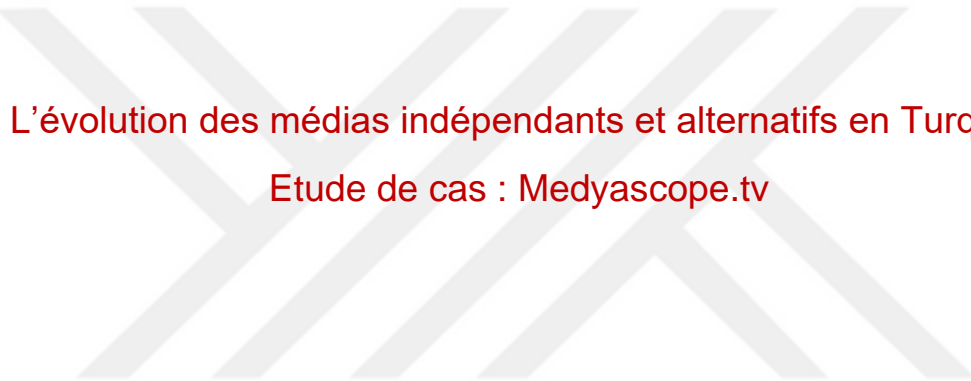 L’évolution des médias indépendants et alternatifs en
Etude de cas : Medyascope.tv